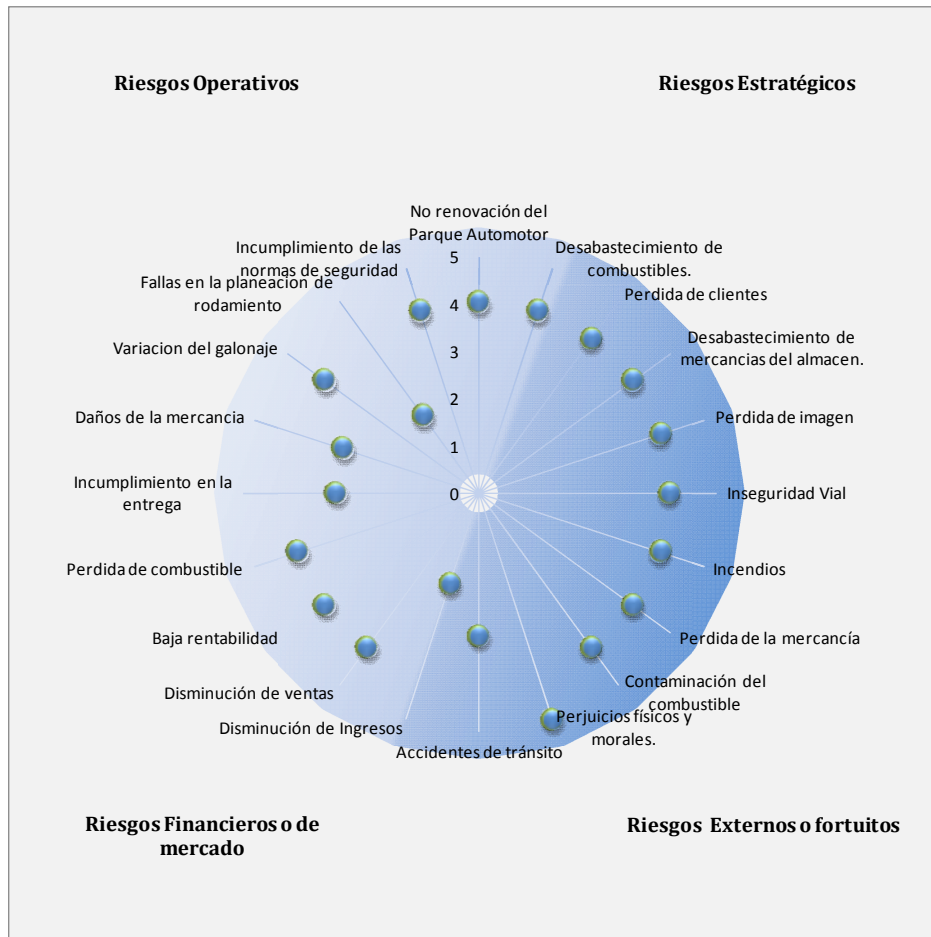 Riesgos Operativos
Riesgos Estratégicos
No renovación del
Parque Automotor
Desabastecimiento de
combustibles.
Perdida de clientes
Desabastecimiento de
mercancias del almacen.
Perdida de imagen
Inseguridad Vial
Incendios
Perdida de la mercancía
Contaminación del
combustible
Perjuicios físicos y
morales.
Accidentes de tránsito
Disminución de Ingresos
Disminución de ventas
Baja rentabilidad
Perdida de combustible
Incumplimiento en la
entrega
Daños de la mercancia
Variacion del galonaje
Fallas en la planeacion de
rodamiento
Incumplimiento de las
normas de seguridad
5
4
3
2
1
0
Riesgos Financieros o de
mercado
Riesgos Externos o fortuitos